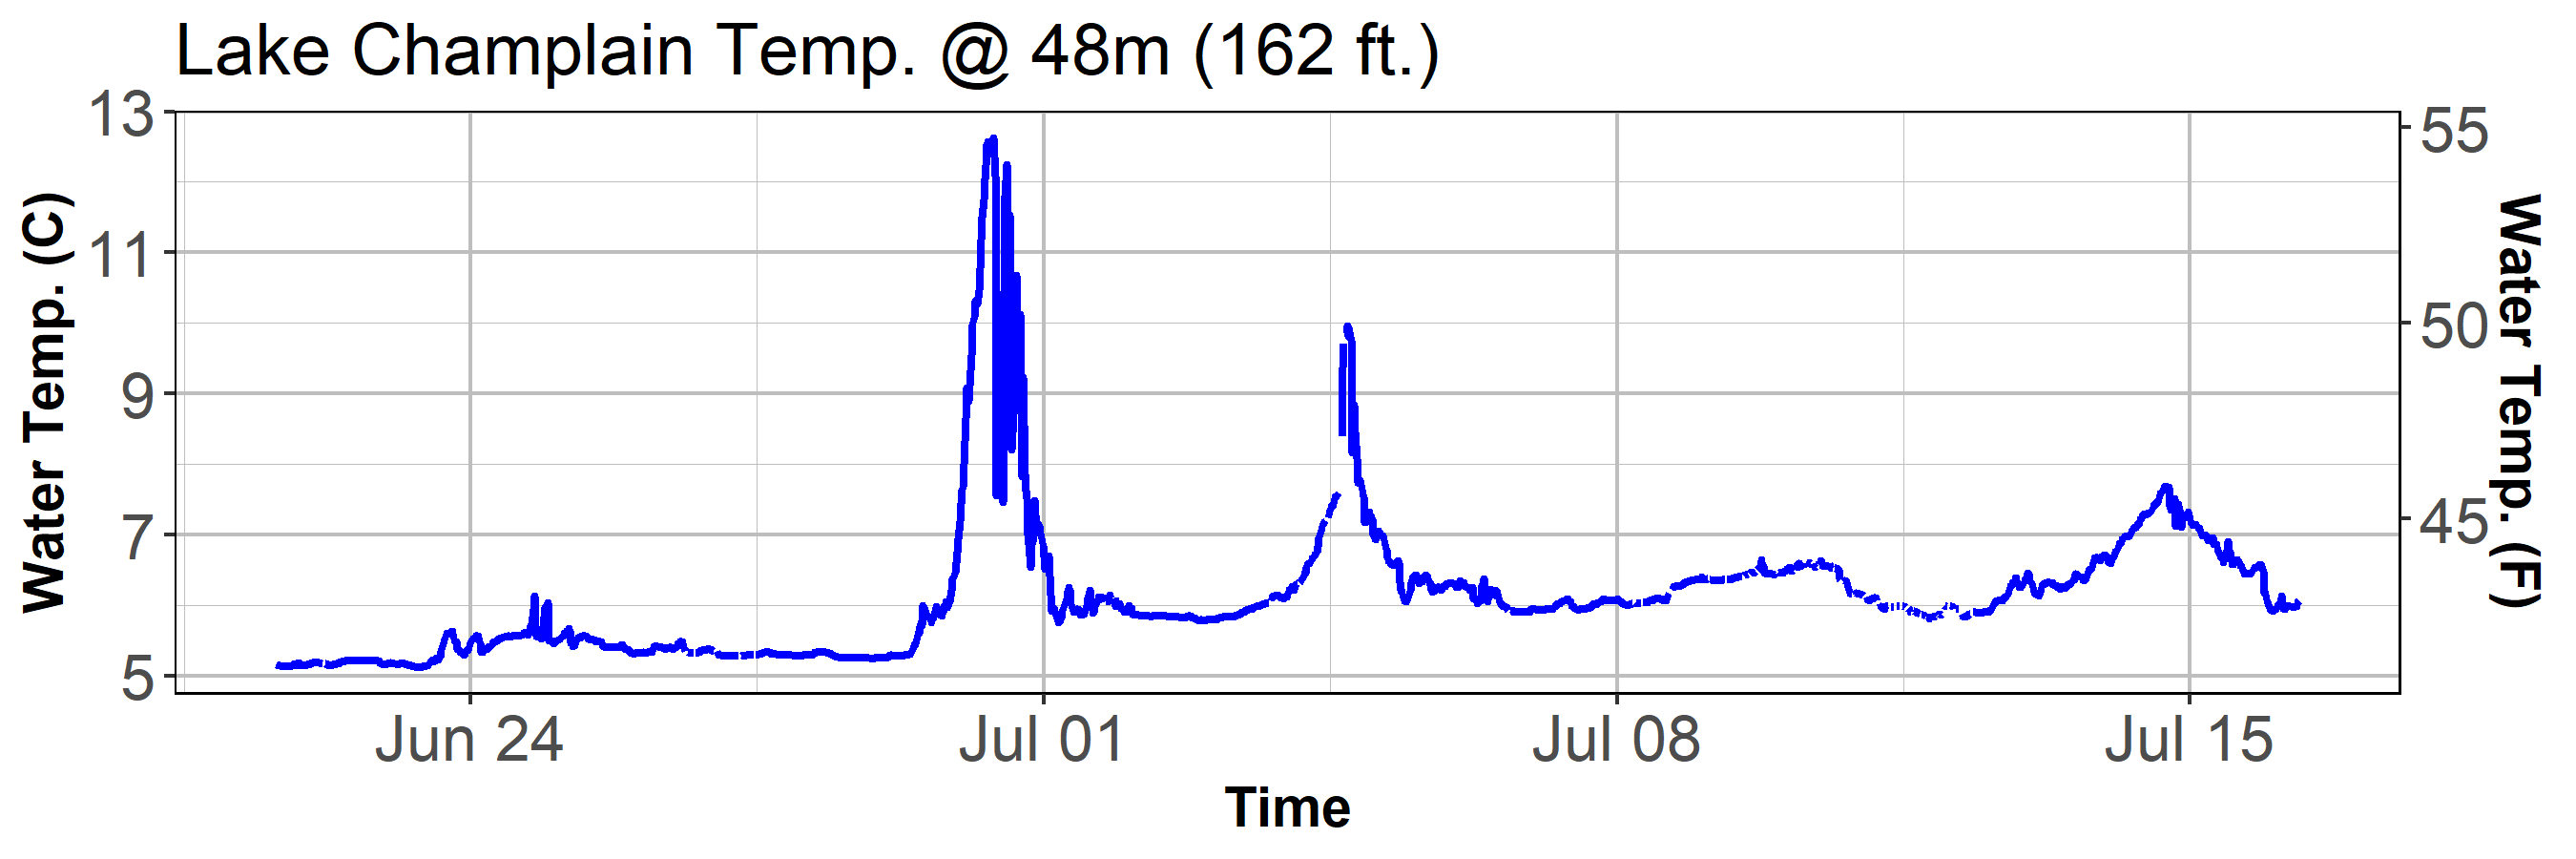 Lake Champlain Temp. @ 48m (162 ft.)
Water Temp. (C)
13
11
9
7
5
55
50
45
Water Temp. (F)
Jun 24 Jul 01 Jul 08 Jul 15
Time